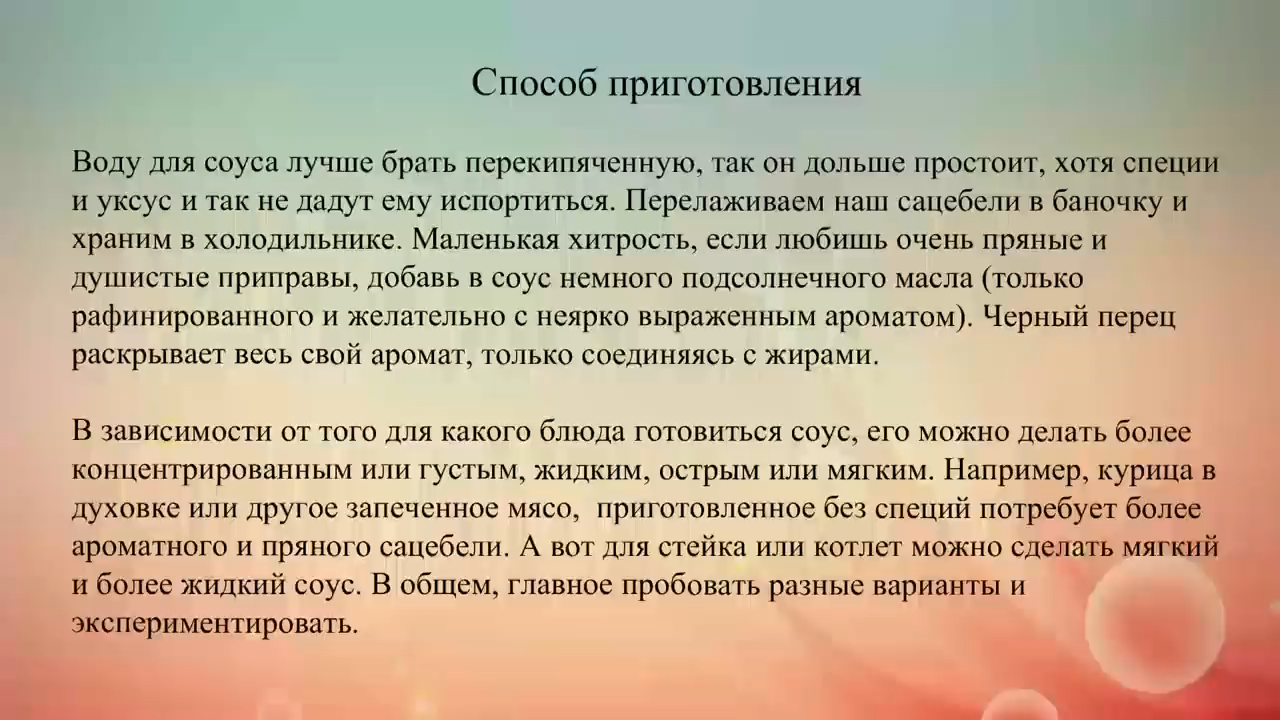 Способ приготовления
Воду для соуса лучше брать перекипяченную, так он дольше простоит, хотя специи
и уксус и так не дадут ему испортиться. Перелаживаем наш сацебели в баночку и
храним в холодильнике. Маленькая хитрость, если любишь очень пряные и
душистые приправы, добавь в соус немного подсолнечного масла (только
рафинированного и желательно с неярко выраженным ароматом). Черный перец
раскрывает весь свой аромат, только соединяясь с жирами.
В зависимости от того для какого блюда готовиться соус, его можно делать более
концентрированным или густым, жидким, острым или мягким. Например, курица в
духовке или другое запеченное мясо,  приготовленное без специй потребует более
ароматного и пряного сацебели. А вот для стейка или котлет можно сделать мягкий
и более жидкий соус. В общем, главное пробовать разные варианты и
экспериментировать.